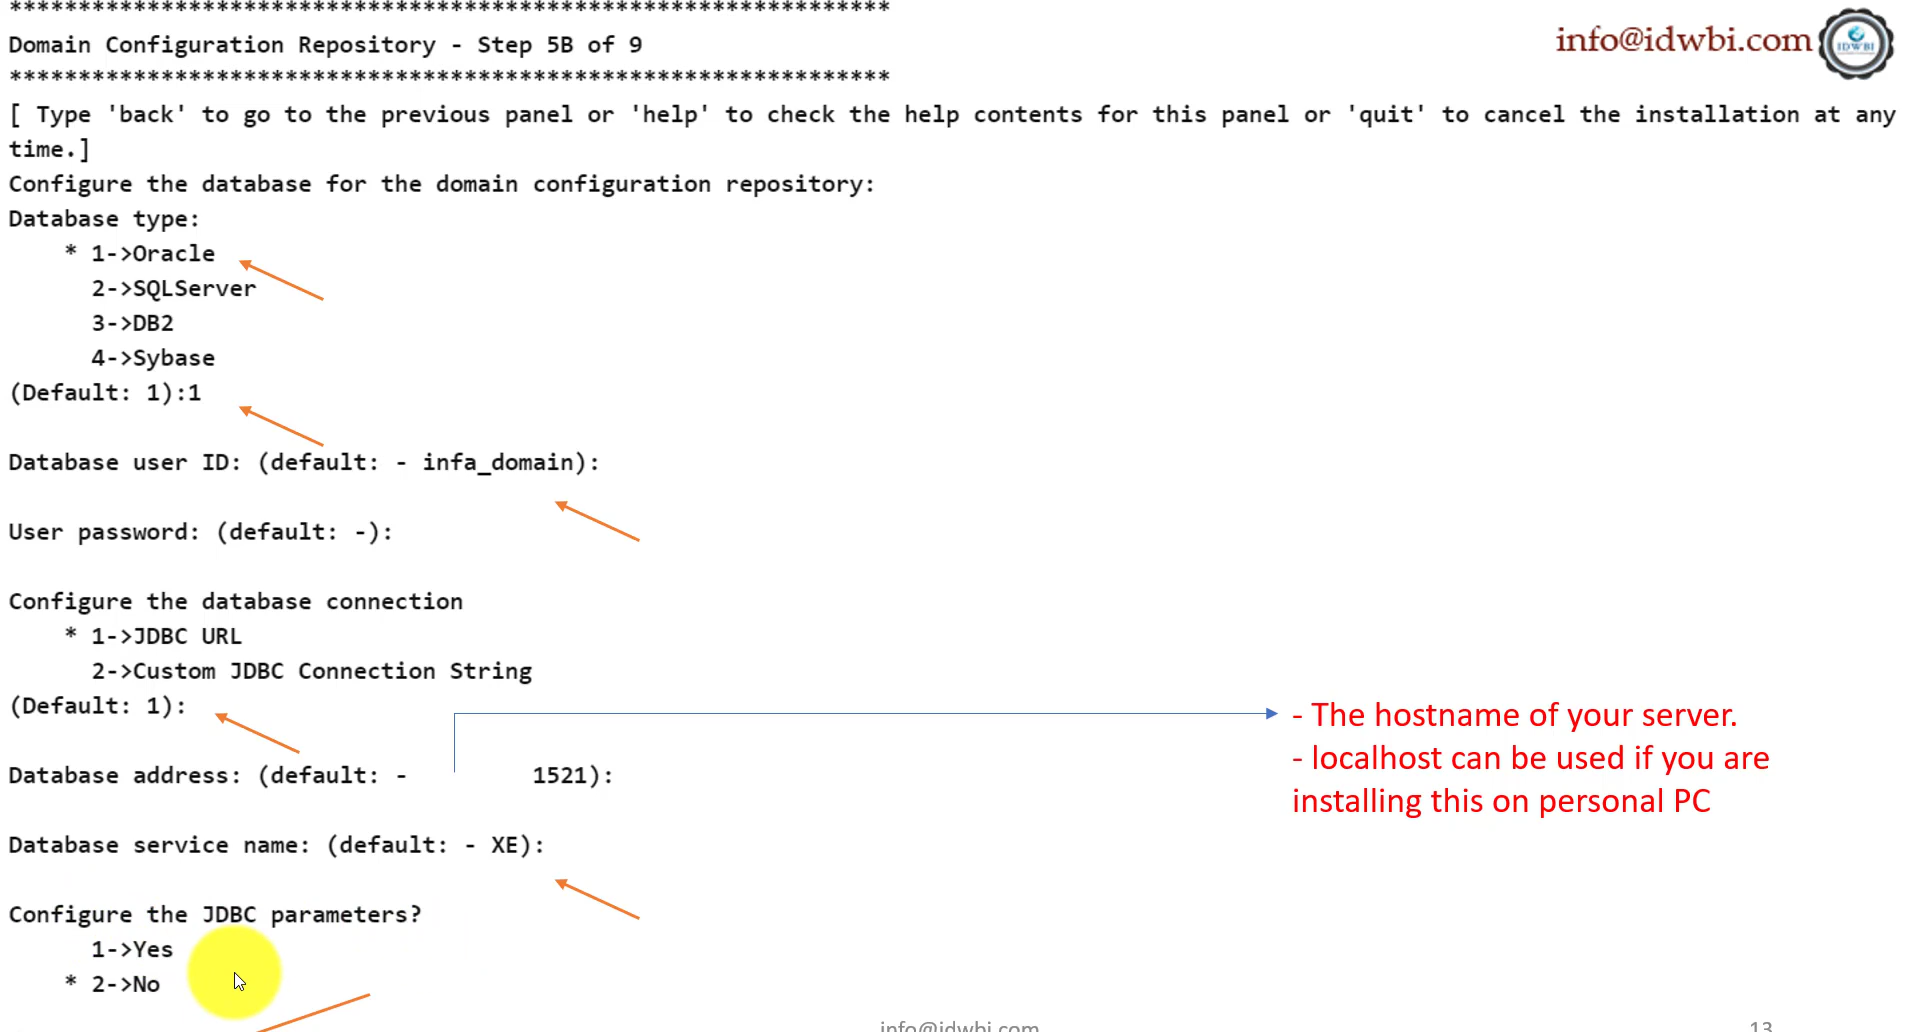 ******************************************************************
Domain Configuration Repository - Step 5B of 9
******************************************************************
info@idwbi.com
IDWBI
[ Type 'back' to go to the previous panel or 'help' to check the help contents for this panel or 'quit' to cancel the installation at any
time.]
Configure the database for the domain configuration repository:
Database type:
* 1->Oracle
2->SQLServer
3->DB2
4->Sybase
(Default: 1):1
Database user ID: (default: - infa_domain):
User password: (default: -):
Configure the database connection
* 1->JDBC URL
2->Custom JDBC Connection String
(Default: 1):
- The hostname of your server.
- localhost can be used if you are
installing this on personal PC
Database address: (default: - 1521):
Database service name: (default: - XE):
Configure the JDBC parameters?
1->Yes
* 2->No
info@idwbi.com
13